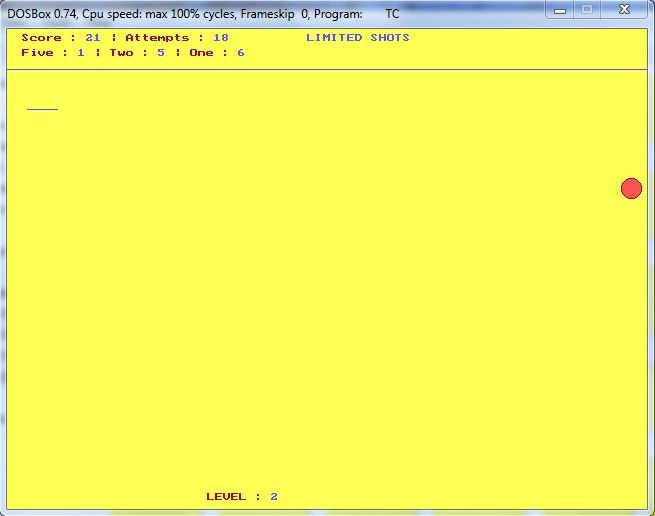 DOSBox 0.74, Cpu speed: max 100% cycles, Frameskip 0, Program: TC
Score : 21 ¦ Attempts : 18 LIMITED SHOTS
Five : 1 ¦ Two : 5 ¦ One : 6
LEVEL : 2